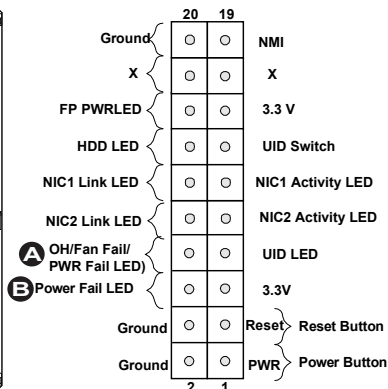 20 19
Ground NMI
X X
FP PWRLED 3.3 V
HDD LED UID Switch
NIC1 Link LED NIC1 Activity LED
NIC2 Link LED NIC2 Activity LED
A OH/Fan Fail/
PWR Fail LED) UID LED
B Power Fail LED 3.3V
Ground Reset Reset Button
Ground PWR Power Button
2 1